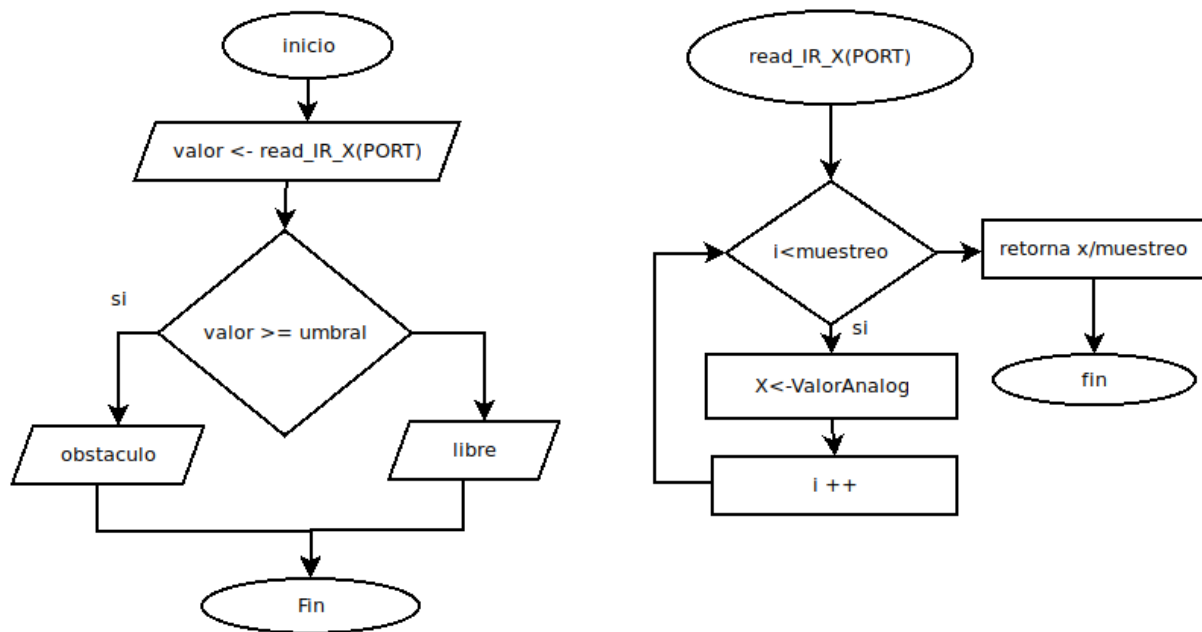 inicio
valor <- read_IR_X(PORT)
si
valor >= umbral
obstaculo
libre
Fin
read_IR_X(PORT)
i<muestreo
retorna x/muestreo
si
X<-ValorAnalog
fin
i ++